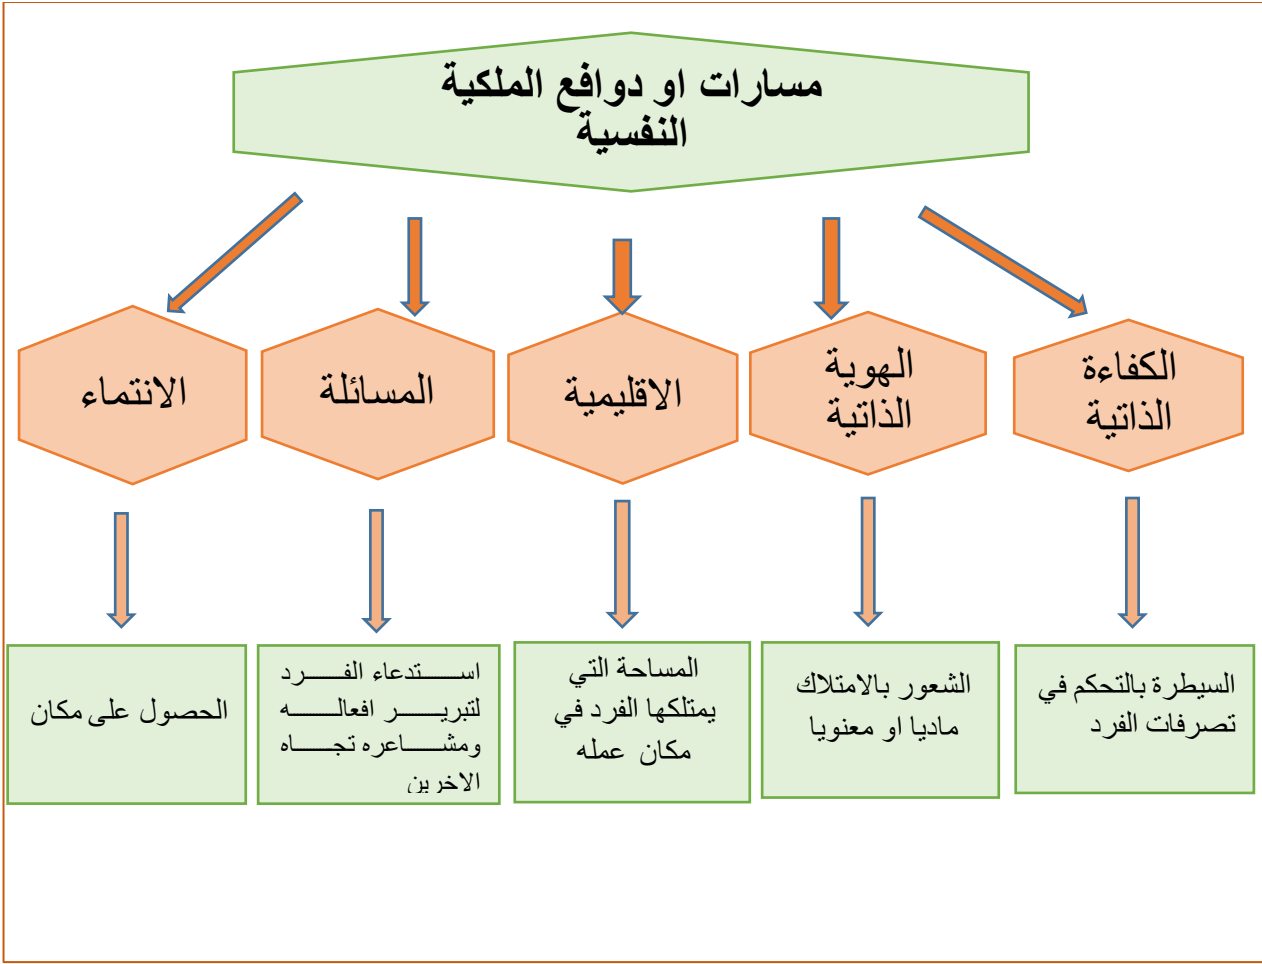 مسارات او دوافع الملكية
النفسية
الكفاءة
الذاتية
الهوية
الذاتية
الاقليمية
المسائلة
الانتماء
السيطرة بالتحكم في
تصرفات الفرد
الشعور بالامتلاك
ماديا او معنويا
المساحة التي
يمتلكها الفرد في
مكان عمله
استدعاء الفرد
لتبرير افعاله
ومشاعره تجاه
الاخرين
الحصول على مكان